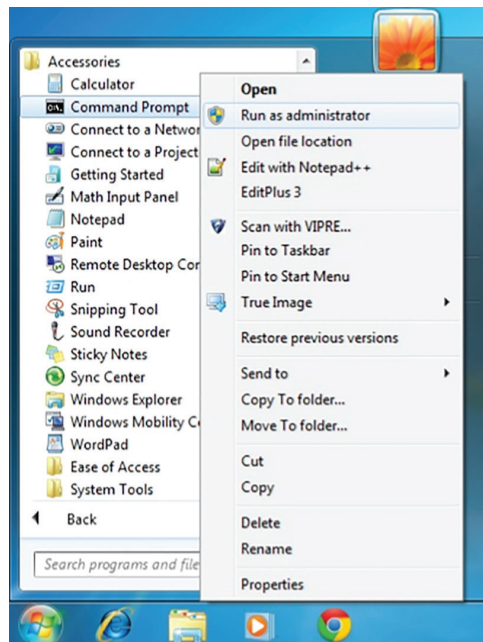 Accessories
Calculator
Command Prompt
Connect to a Networ
Connect to a Project
Getting Started
Math Input Panel
Notepad
Paint
Remote Desktop Cor
Run
Snipping Tool
Sound Recorder
Sticky Notes
Sync Center
Windows Explorer
Windows Mobility C
WordPad
Ease of Access
System Tools
Back
Search programs and file
Open
Run as administrator
Open file location
Edit with Notepad++
EditPlus 3
Scan with VIPRE...
Pin to Taskbar
Pin to Start Menu
True Image
Restore previous versions
Send to
Copy To folder...
Move To folder...
Cut
Copy
Delete
Rename
Properties